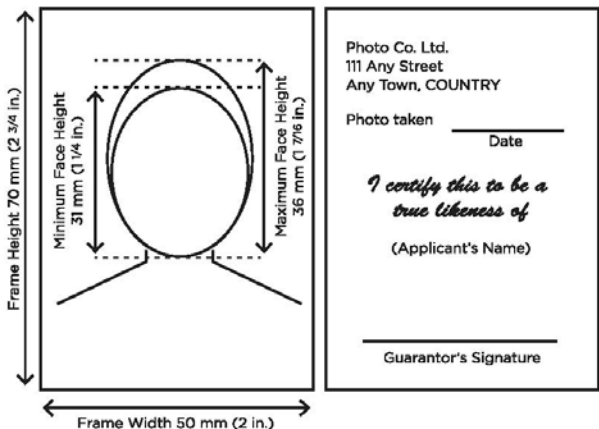 Frame Height 70 mm (2 3/4 in.)
Minimum Face Height
31 mm (1 1/4 in.)
Maximum Face Height
36 mm (1 7/16 in.)
Frame Width 50 mm (2 in.)
Photo Co. Ltd.
111 Any Street
Any Town, COUNTRY
Photo taken
Date
I certify this to be a
true likeness of
(Applicant's Name)
Guarantor's Signature